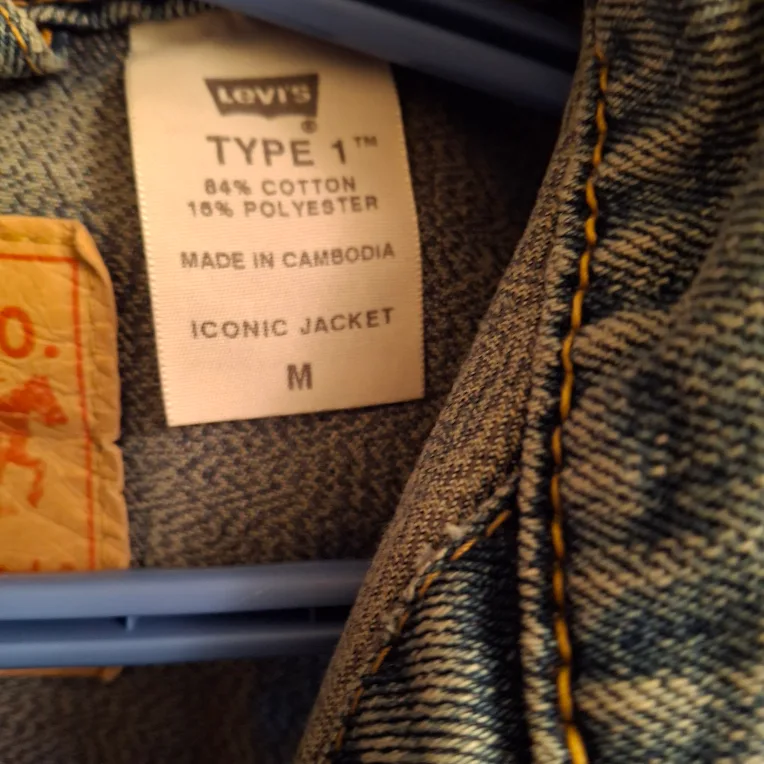 Levi's
®
TYPE 1™
84% COTTON
16% POLYESTER
MADE IN CAMBODIA
ICONIC JACKET
M
O.